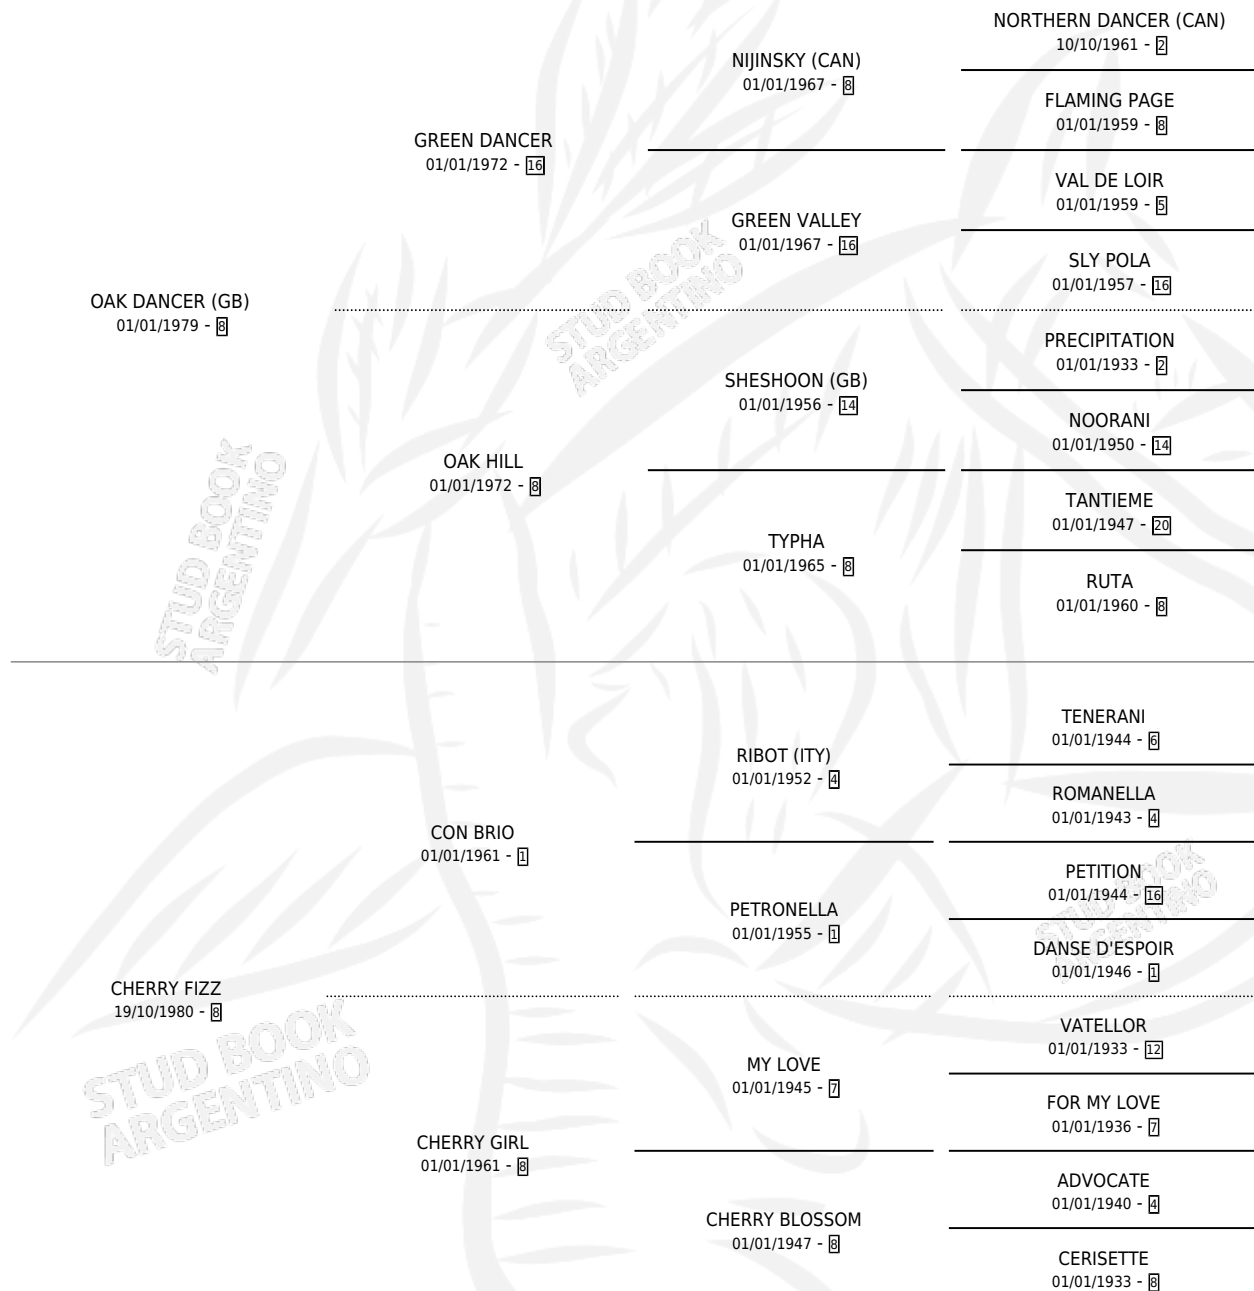 NORTHERN DANCER (CAN)
10/10/1961 - 2
NIJINSKY (CAN)
01/01/1967 - 8
FLAMING PAGE
01/01/1959 - 8
GREEN DANCER
01/01/1972 - 16
VAL DE LOIR
01/01/1959 - 5
GREEN VALLEY
01/01/1967 - 16
SLY POLA
01/01/1957 - 16
OAK DANCER (GB)
01/01/1979 - 8
STUD BOOK
ARGENTINO
PRECIPITATION
01/01/1933 - 2
SHESHOON (GB)
01/01/1956 - 14
NOORANI
01/01/1950 - 14
OAK HILL
01/01/1972 - 8
TANTIEME
01/01/1947 - 20
TYPHA
01/01/1965 - 8
RUTA
01/01/1960 - 8
STUD BOOK
ARGENTINO
TENERANI
01/01/1944 - 6
RIBOT (ITY)
01/01/1952 - 4
ROMANELLA
01/01/1943 - 4
CON BRIO
01/01/1961 - 1
PETITION
01/01/1944 - 16
PETRONELLA
01/01/1955 - 1
STUD BOOK
ARGENTINO
DANSE D'ESPOIR
01/01/1946 - 1
CHERRY FIZZ
19/10/1980 - 8
STUD BOOK
ARGENTINO
VATELLOR
01/01/1933 - 12
MY LOVE
01/01/1945 - 7
FOR MY LOVE
01/01/1936 - 7
CHERRY GIRL
01/01/1961 - 8
ADVOCATE
01/01/1940 - 4
CHERRY BLOSSOM
01/01/1947 - 8
CERISETTE
01/01/1933 - 8